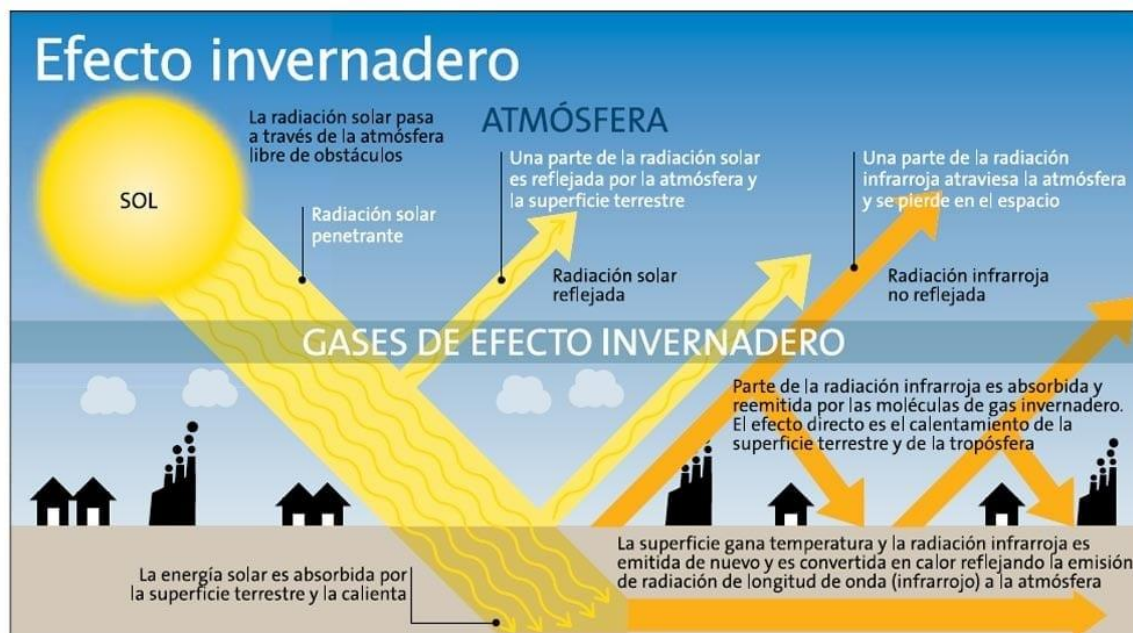 Efecto invernadero
SOL
La radiación solar pasa
a través de la atmósfera
libre de obstáculos
Radiación solar
penetrante
ATMÓSFERA
Una parte de la radiación solar
es reflejada por la atmósfera y
la superficie terrestre
Radiación solar
reflejada
Una parte de la radiación
infrarroja atraviesa la atmósfera
y se pierde en el espacio
Radiación infrarroja
no reflejada
GASES DE EFECTO INVERNADERO
Parte de la radiación infrarroja es absorbida y
reemitida por las moléculas de gas invernadero.
El efecto directo es el calentamiento de la
superficie terrestre y de la tropósfera
La energía solar es absorbida por
la superficie terrestre y la calienta
La superficie gana temperatura y la radiación infrarroja es
emitida de nuevo y es convertida en calor reflejando la emisión
de radiación de longitud de onda (infrarrojo) a la atmósfera